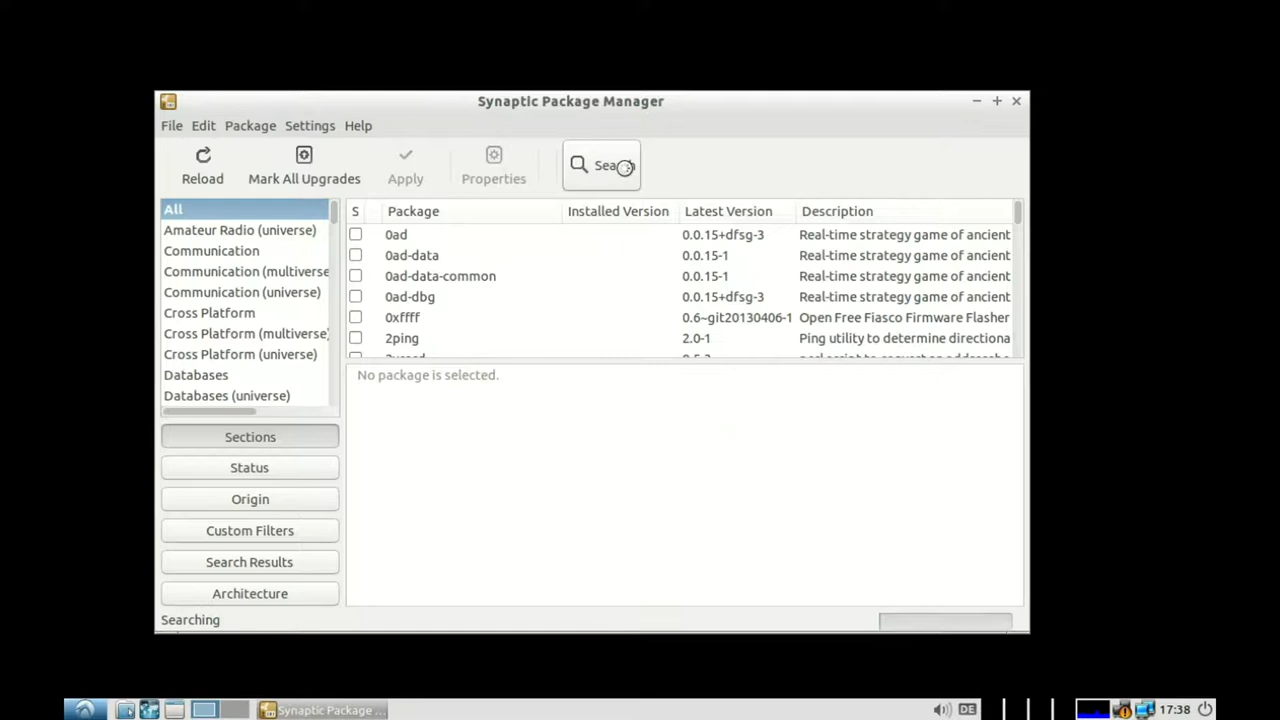 Synaptic Package Manager
File Edit Package Settings Help
Reload Mark All Upgrades Apply Properties
All
Amateur Radio (universe)
Communication
Communication (multiverse
Communication (universe)
Cross Platform
Cross Platform (multiverse)
Cross Platform (universe)
Databases
Databases (universe)
Sections
Status
Origin
Custom Filters
Search Results
Architecture
S Package Installed Version Latest Version Description
0ad 0.0.15+dfsg-3 Real-time strategy game of ancient
0ad-data 0.0.15-1 Real-time strategy game of ancient
0ad-data-common 0.0.15-1 Real-time strategy game of ancient
0ad-dbg 0.0.15+dfsg-3 Real-time strategy game of ancient
0xffff 0.6~git20130406-1 Open Free Fiasco Firmware Flasher
2ping 2.0-1 Ping utility to determine directiona
No package is selected.
Searching
Synaptic Package ...
DE
17:38